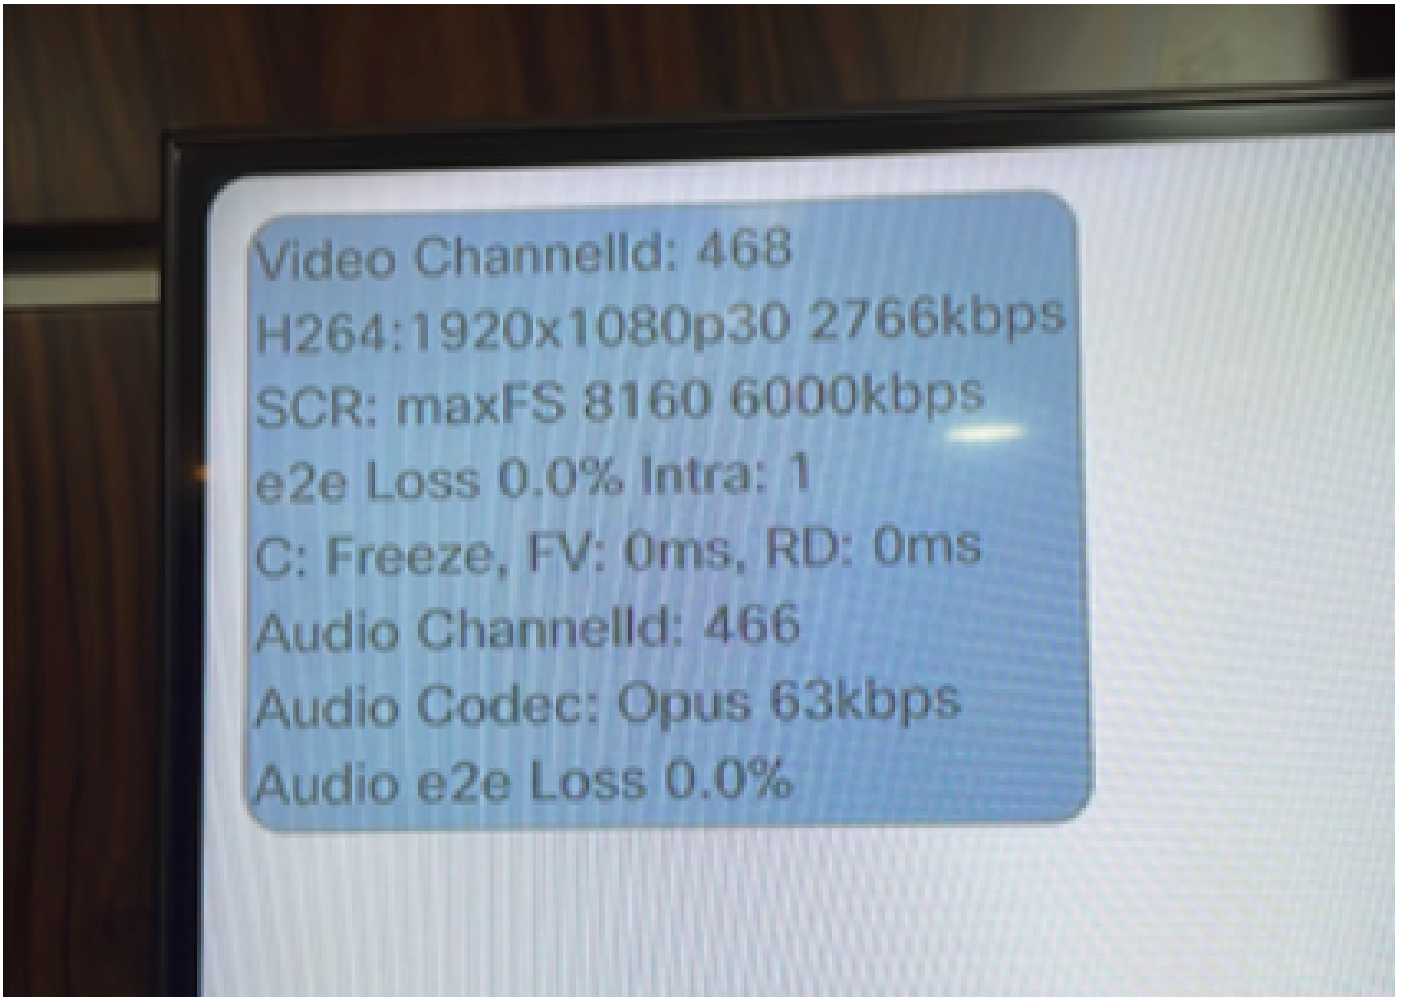 Video ChannelId: 468
H264:1920x1080p30 2766kbps
SCR: maxFS 8160 6000kbps
e2e Loss 0.0% Intra: 1
C: Freeze, FV: 0ms, RD: 0ms
Audio ChannelId: 466
Audio Codec: Opus 63kbps
Audio e2e Loss 0.0%